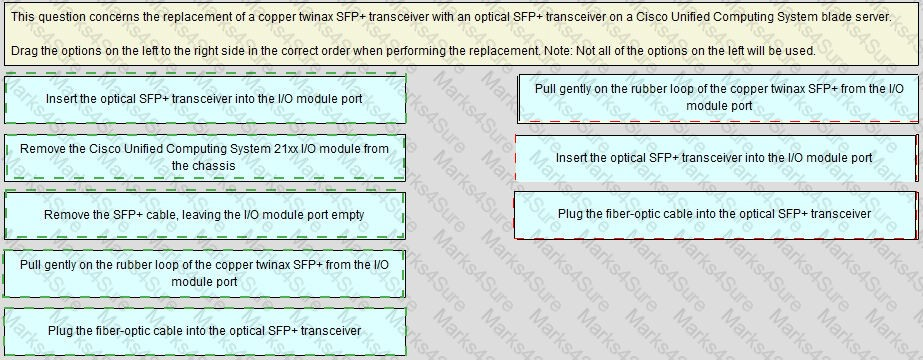 This question concerns the replacement of a copper twinax SFP+ transceiver with an optical SFP+ transceiver on a Cisco Unified Computing System blade server.
Drag the options on the left to the right side in the correct order when performing the replacement. Note: Not all of the options on the left will be used.
Insert the optical SFP+ transceiver into the I/O module port
Remove the Cisco Unified Computing System 21xx I/O module from
the chassis
Remove the SFP+ cable, leaving the I/O module port empty
Pull gently on the rubber loop of the copper twinax SFP+ from the I/O
module port
Plug the fiber-optic cable into the optical SFP+ transceiver
Pull gently on the rubber loop of the copper twinax SFP+ from the I/O
module port
Insert the optical SFP+ transceiver into the I/O module port
Plug the fiber-optic cable into the optical SFP+ transceiver
Marks4Sure